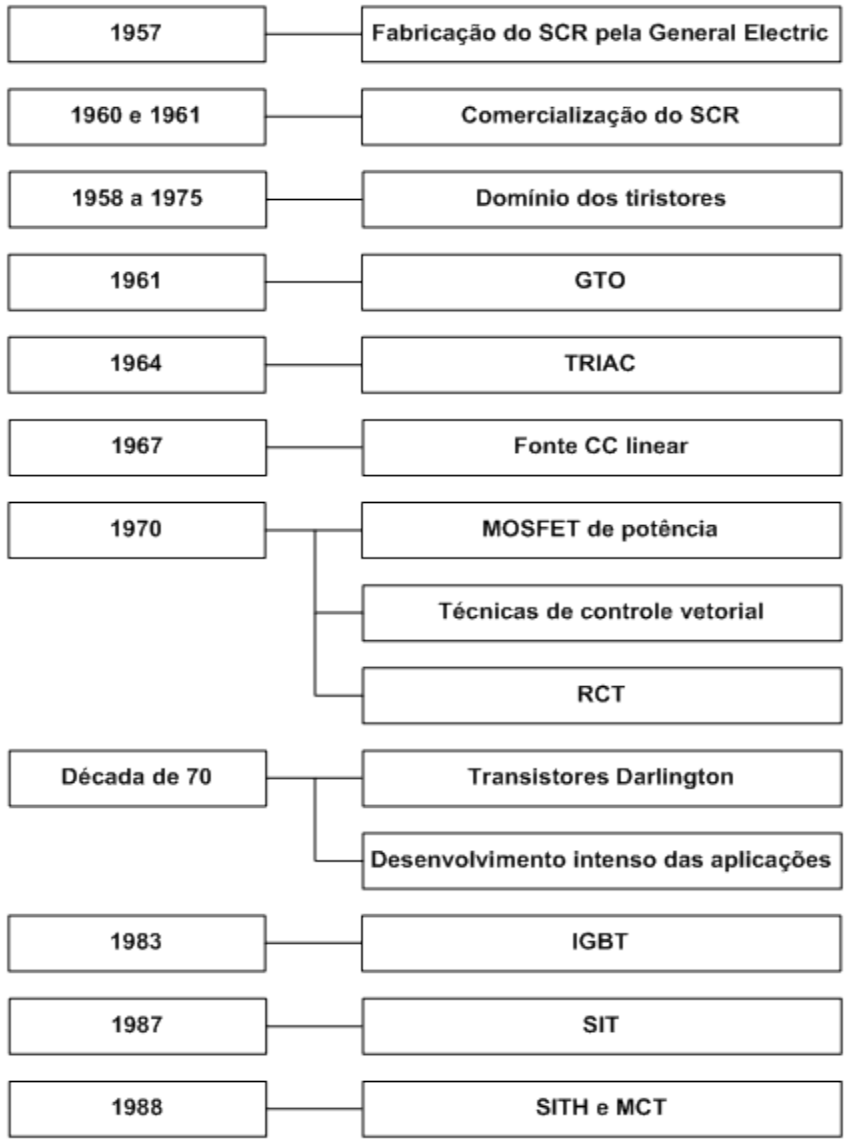 1957 Fabricação do SCR pela General Electric
1960 e 1961 Comercialização do SCR
1958 a 1975 Domínio dos tiristores
1961 GTO
1964 TRIAC
1967 Fonte CC linear
1970 MOSFET de potência
Técnicas de controle vetorial
RCT
Década de 70 Transistores Darlington
Desenvolvimento intenso das aplicações
1983 IGBT
1987 SIT
1988 SITH e MCT